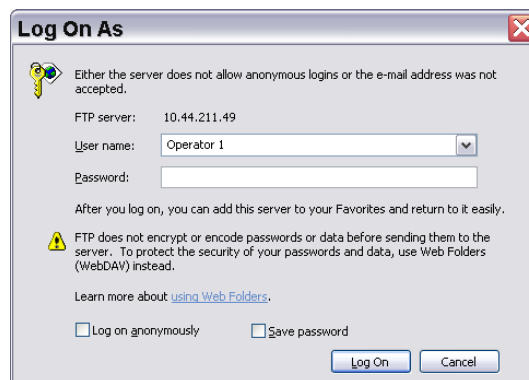 Log On As
Either the server does not allow anonymous logins or the e-mail address was not
accepted.
FTP server: 10.44.211.49
User name: Operator 1
Password:
After you log on, you can add this server to your Favorites and return to it easily.
FTP does not encrypt or encode passwords or data before sending them to the
server. To protect the security of your passwords and data, use Web Folders
(WebDAV) instead.
Learn more about using Web Folders.
Log on anonymously Save password
Log On Cancel